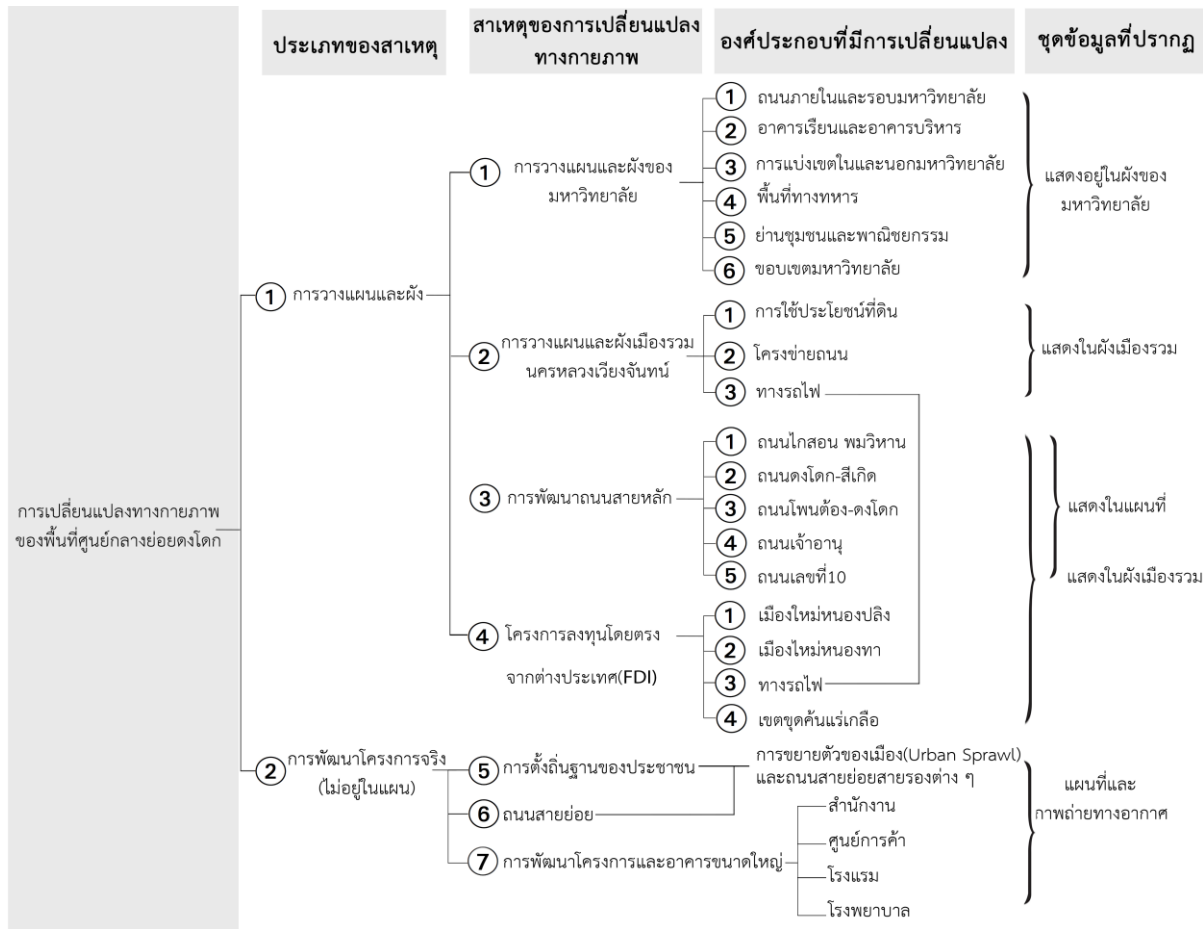 ประเภทของสาเหตุ
สาเหตุของการเปลี่ยนแปลง
ทางกายภาพ
องศ์ประกอบที่มีการเปลี่ยนแปลง
ชุดข้อมูลที่ปรากฏ
การเปลี่ยนแปลงทางกายภาพ
ของพื้นที่ศูนย์กลางย่อยดงโดก
1 การวางแผนและผัง
1 การวางแผนและผังของ
มหาวิทยาลัย
1 ถนนภายในและรอบมหาวิทยาลัย
2 อาคารเรียนและอาคารบริหาร
3 การแบ่งเขตในและนอกมหาวิทยาลัย
4 พื้นที่ทางทหาร
5 ย่านชุมชนและพาณิชยกรรม
6 ขอบเขตมหาวิทยาลัย
แสดงอยู่ในผังของ
มหาวิทยาลัย
2 การวางแผนและผังเมืองรวม
นครหลวงเวียงจันทน์
1 การใช้ประโยชน์ที่ดิน
2 โครงข่ายถนน
3 ทางรถไฟ
แสดงในผังเมืองรวม
3 การพัฒนาถนนสายหลัก
1 ถนนไกสอน พมวิหาน
2 ถนนดงโดก-สีเกิด
3 ถนนโพนต้อง-ดงโดก
4 ถนนเจ้าอานุ
5 ถนนเลขที่10
แสดงในแผนที่
แสดงในผังเมืองรวม
4 โครงการลงทุนโดยตรง
จากต่างประเทศ(FDI)
1 เมืองใหม่หนองปลิง
2 เมืองไหม่หนองทา
3 ทางรถไฟ
4 เขตขุดค้นแร่เกลือ
2 การพัฒนาโครงการจริง
(ไม่อยู่ในแผน)
5 การตั้งถิ่นฐานของประชาชน
6 ถนนสายย่อย
7 การพัฒนาโครงการและอาคารขนาดใหญ่
การขยายตัวของเมือง(Urban Sprawl)
และถนนสายย่อยสายรองต่าง ๆ
สำนักงาน
ศูนย์การค้า
โรงแรม
โรงพยาบาล
แผนที่และ
ภาพถ่ายทางอากาศ